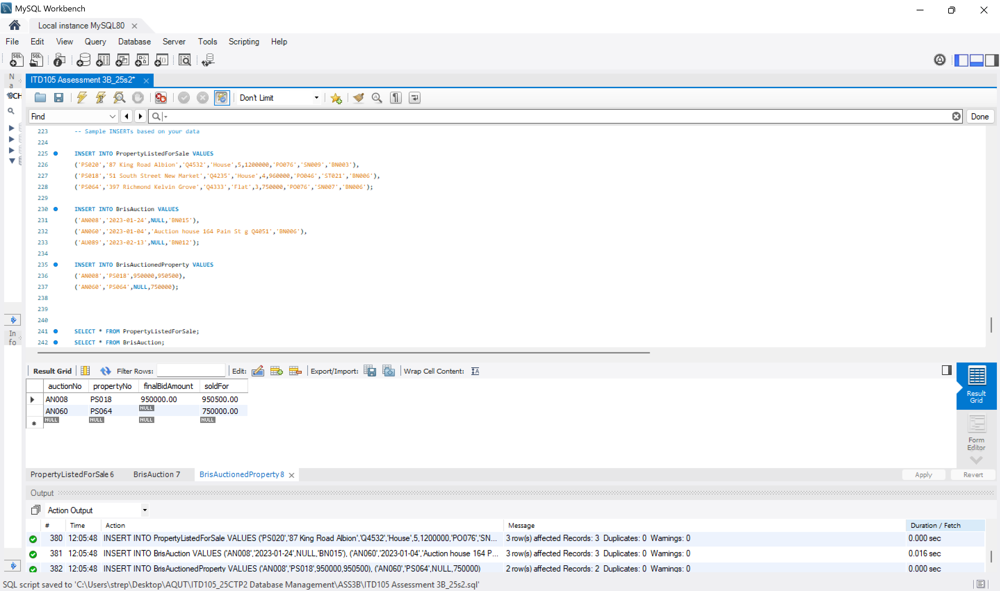 MySQL Workbench
Local instance MySQL80
File Edit View Query Database Server Tools Scripting Help
N
a
ITD105 Assessment 3B_25s2*
Don't Limit
Find
Done
223 -- Sample INSERTs based on your data
224
225 INSERT INTO PropertyListedForSale VALUES
226 ('PS020','87 King Road Albion','Q4532','House',5,1200000,'PO076','SN009','BN003'),
227 ('PS018','51 South Street New Market','Q4235','House',4,960000,'PO046','ST021','BN006'),
228 ('PS064','397 Richmond Kelvin Grove','Q4333','Flat',3,750000,'PO076','SN007','BN006');
229
230 INSERT INTO BrisAuction VALUES
231 ('AN008','2023-01-24',NULL,'BN015'),
232 ('AN060','2023-01-04','Auction house 164 Pain St g Q4051','BN006'),
233 ('AU089','2023-02-13',NULL,'BN012');
234
235 INSERT INTO BrisAuctionedProperty VALUES
236 ('AN008','PS018',950000,950500),
237 ('AN060','PS064',NULL,750000);
238
239
240
241 SELECT * FROM PropertyListedForSale;
242 SELECT * FROM BrisAuction;
In
fo
Result Grid Filter Rows: Edit: Export/Import: Wrap Cell Content:
auctionNo propertyNo finalBidAmount soldFor
AN008 PS018 950000.00 950500.00
AN060 PS064 NULL 750000.00
NULL NULL NULL NULL
Result
Grid
Form
Editor
PropertyListedForSale 6 BrisAuction 7 BrisAuctionedProperty 8 Apply Revert
Output
Action Output
# Time Action Message Duration / Fetch
380 12:05:48 INSERT INTO PropertyListedForSale VALUES ('PS020','87 King Road Albion','Q4532','House',5,1200000,'PO076','SN... 3 row(s) affected Records: 3 Duplicates: 0 Warnings: 0 0.000 sec
381 12:05:48 INSERT INTO BrisAuction VALUES ('AN008','2023-01-24',NULL,'BN015'), ('AN060','2023-01-04','Auction house 164 P... 3 row(s) affected Records: 3 Duplicates: 0 Warnings: 0 0.016 sec
382 12:05:48 INSERT INTO BrisAuctionedProperty VALUES ('AN008','PS018',950000,950500), ('AN060','PS064',NULL,750000) 2 row(s) affected Records: 2 Duplicates: 0 Warnings: 0 0.000 sec
SQL script saved to 'C:\Users\strep\Desktop\AQUT\ITD105_25CTP2 Database Management\ASS3B\ITD105 Assessment 3B_25s2.sql'